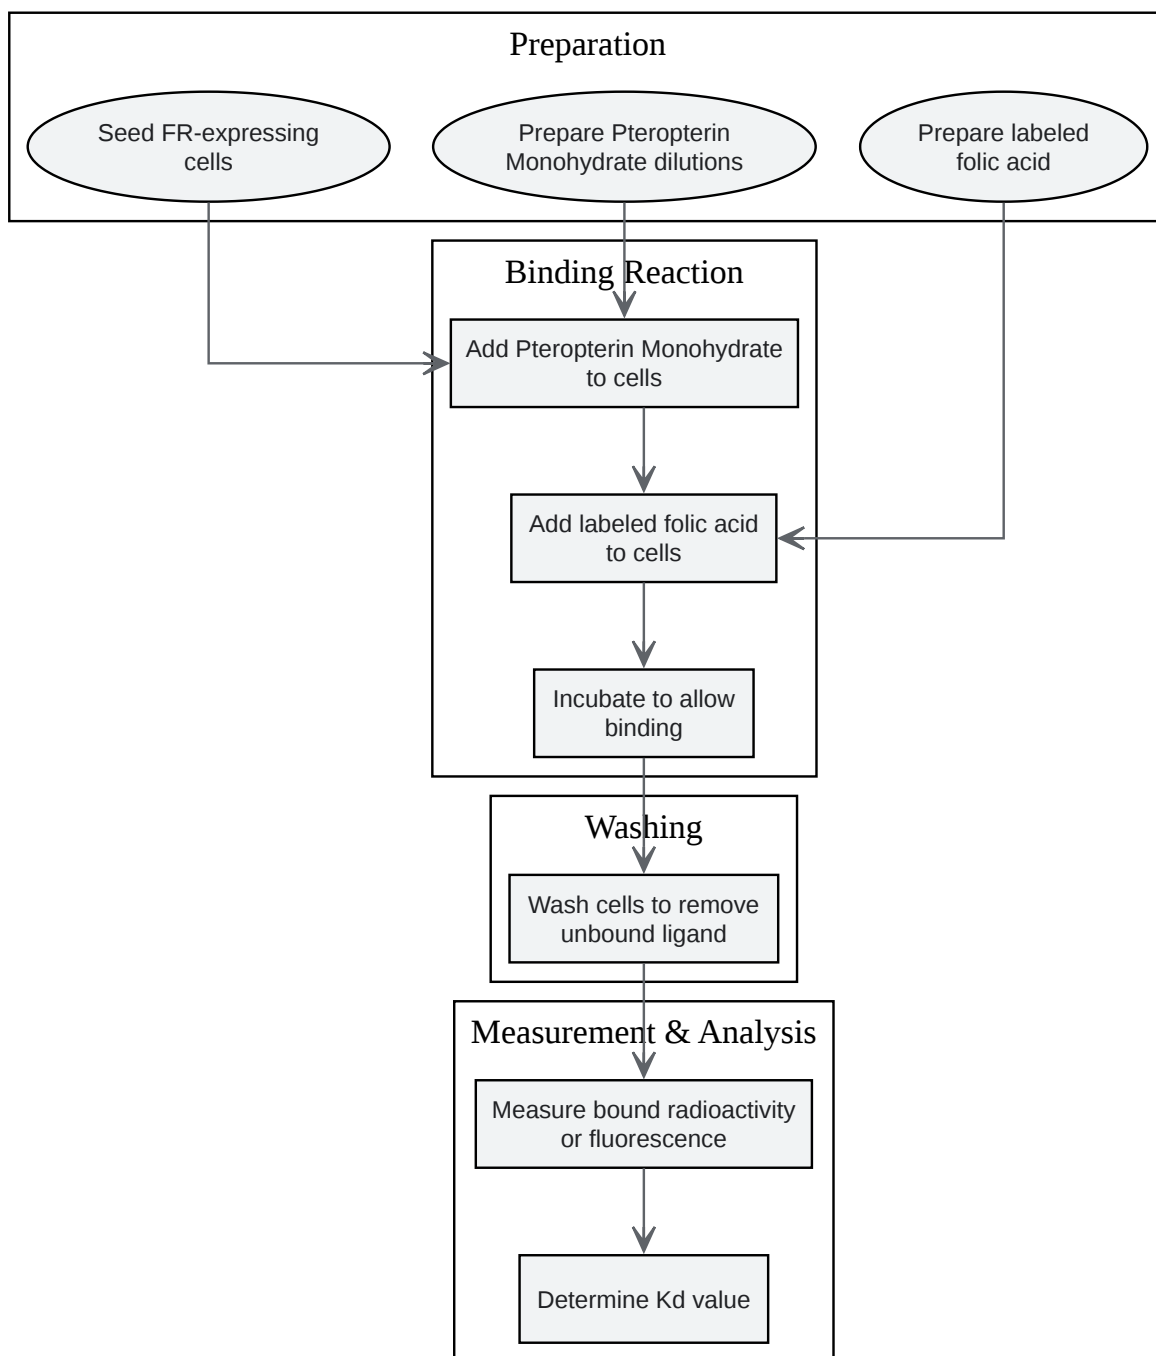 Preparation
Seed FR-expressing
cells
Prepare Pteropterin
Monohydrate dilutions
Prepare labeled
folic acid
Binding Reaction
Add Pteropterin Monohydrate
to cells
Add labeled folic acid
to cells
Incubate to allow
binding
Washing
Wash cells to remove
unbound ligand
Measurement & Analysis
Measure bound radioactivity
or fluorescence
Determine Kd value